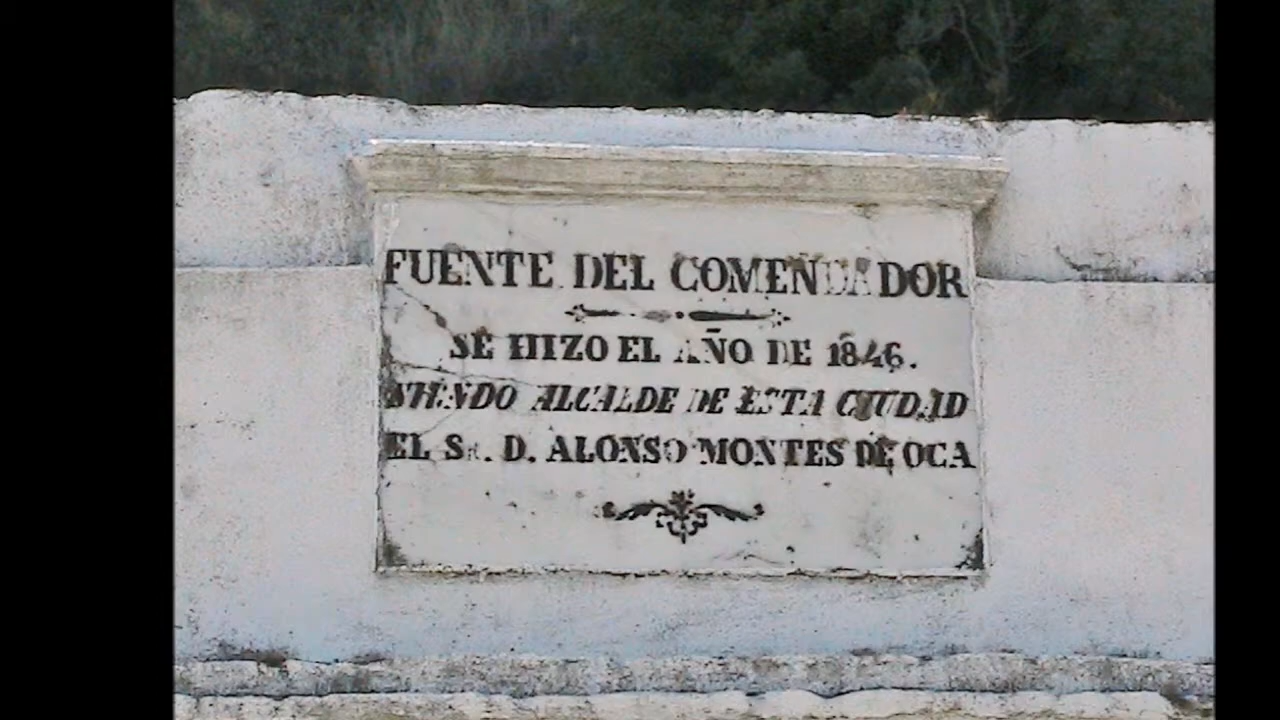 FUENTE DEL COMENDADOR
SE HIZO EL AÑO DE 1846.
SIENDO ALCALDE DE ESTA CIUDAD
EL Sr. D. ALONSO MONTES DE OCA